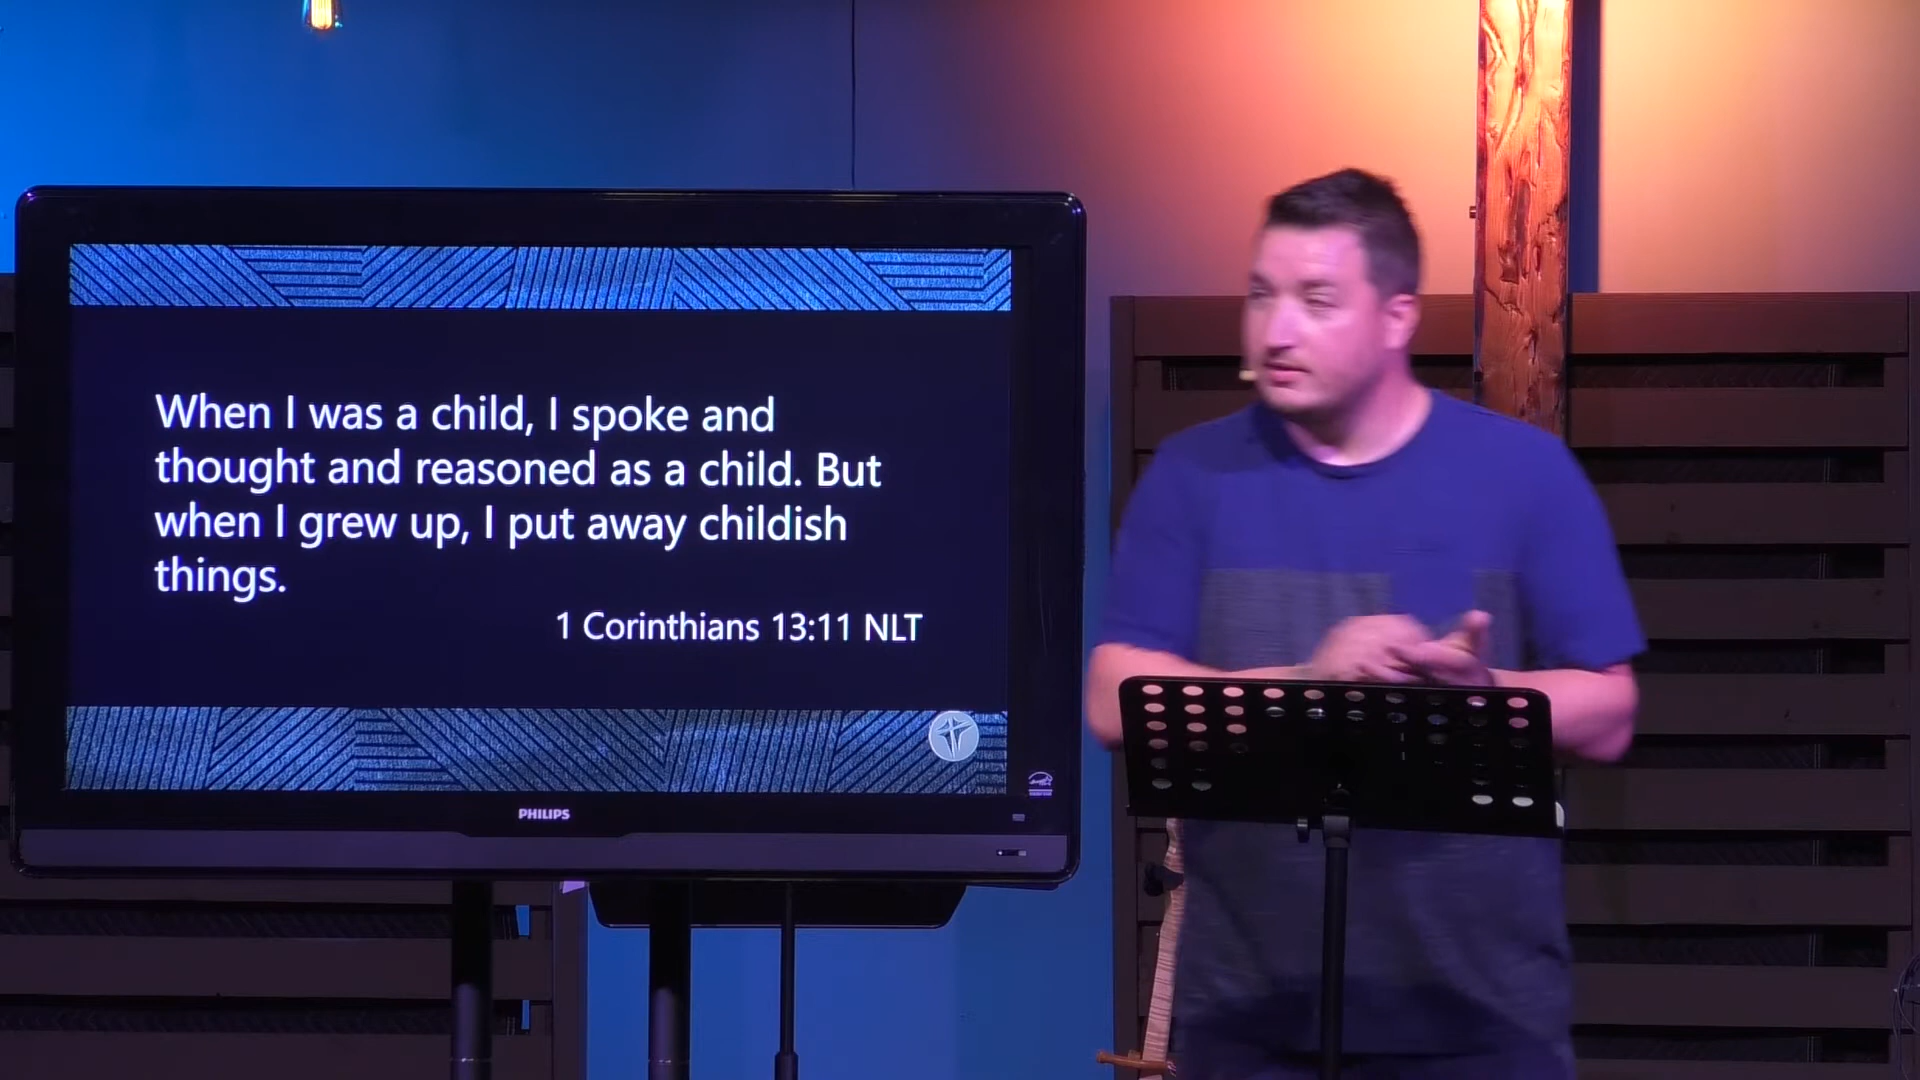 When I was a child, I spoke and
thought and reasoned as a child. But
when I grew up, I put away childish
things.
1 Corinthians 13:11 NLT
PHILIPS